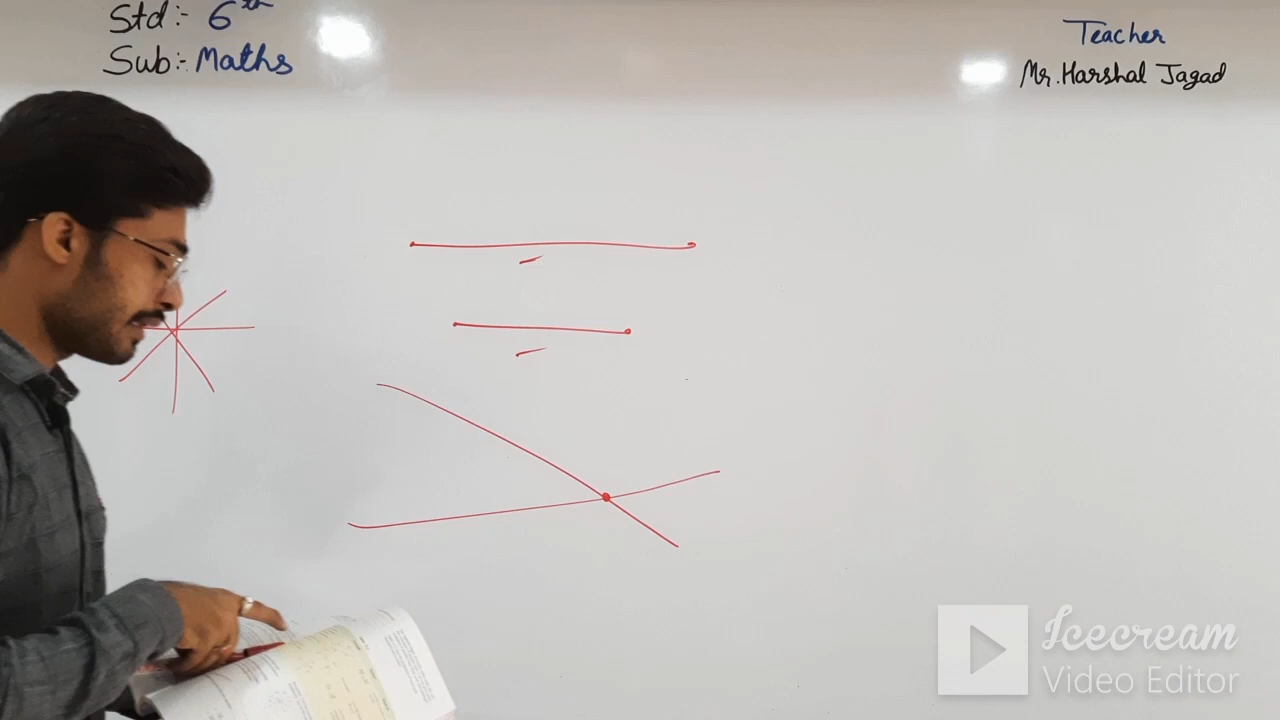 Std:- 6th
Sub:- Maths
Teacher
Mr. Harshal Jagad
Icecream
Video Editor